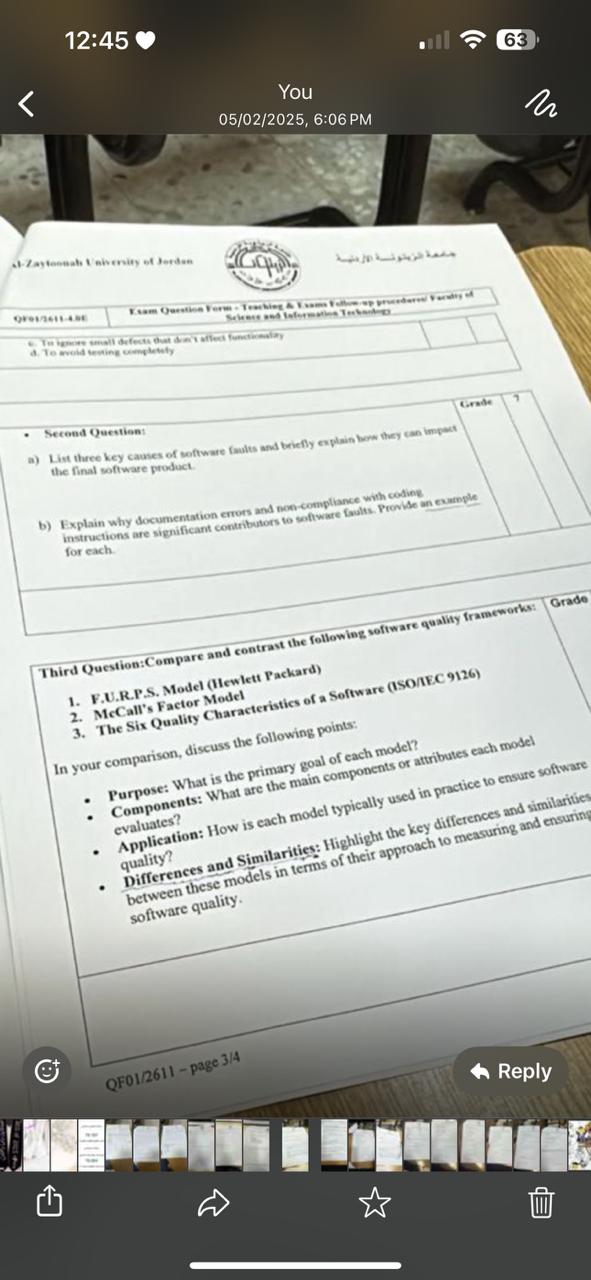 12:45
63
You
05/02/2025, 6:06 PM
Al-Zaytoonah University of Jordan
جامعة الزيتونة الأردنية
QF01/2611-4.0E
Exam Question Form - Teaching & Exams Follow-up procedures/ Faculty of
Science and Information Technology
c. To ignore small defects that don't affect functionality
d. To avoid testing completely
Grade
7
• Second Question:
a) List three key causes of software faults and briefly explain how they can impact
the final software product.
b) Explain why documentation errors and non-compliance with coding
instructions are significant contributors to software faults. Provide an example
for each.
Third Question:Compare and contrast the following software quality frameworks:
Grade
1. F.U.R.P.S. Model (Hewlett Packard)
2. McCall's Factor Model
3. The Six Quality Characteristics of a Software (ISO/IEC 9126)
In your comparison, discuss the following points:
• Purpose: What is the primary goal of each model?
• Components: What are the main components or attributes each model
evaluates?
• Application: How is each model typically used in practice to ensure software
quality?
• Differences and Similarities: Highlight the key differences and similarities
between these models in terms of their approach to measuring and ensuring
software quality.
QF01/2611 – page 3/4
Reply